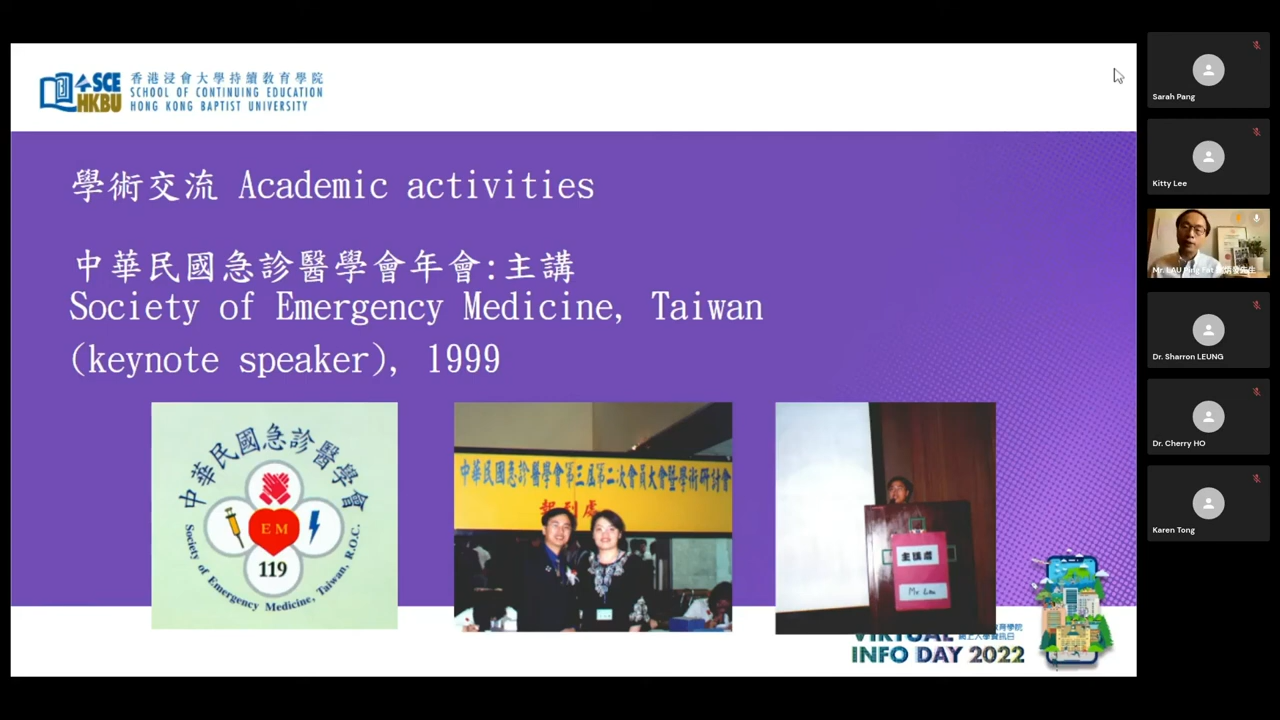 SCE
HKBU
香港浸會大學持續教育學院
SCHOOL OF CONTINUING EDUCATION
HONG KONG BAPTIST UNIVERSITY
學術交流 Academic activities
中華民國急診醫學會年會:主講
Society of Emergency Medicine, Taiwan
(keynote speaker), 1999
中華民國急診醫學會
EM
119
Society of Emergency Medicine, Taiwan, R.O.C.
中華民國急診醫學會第三屆第二次會員大會暨學術研討會
報到處
主講處
Mr. Lau
VIRTUAL
INFO DAY 2022
Sarah Pang
Kitty Lee
Mr. LAU
Dr. Sharron LEUNG
Dr. Cherry HO
Karen Tong